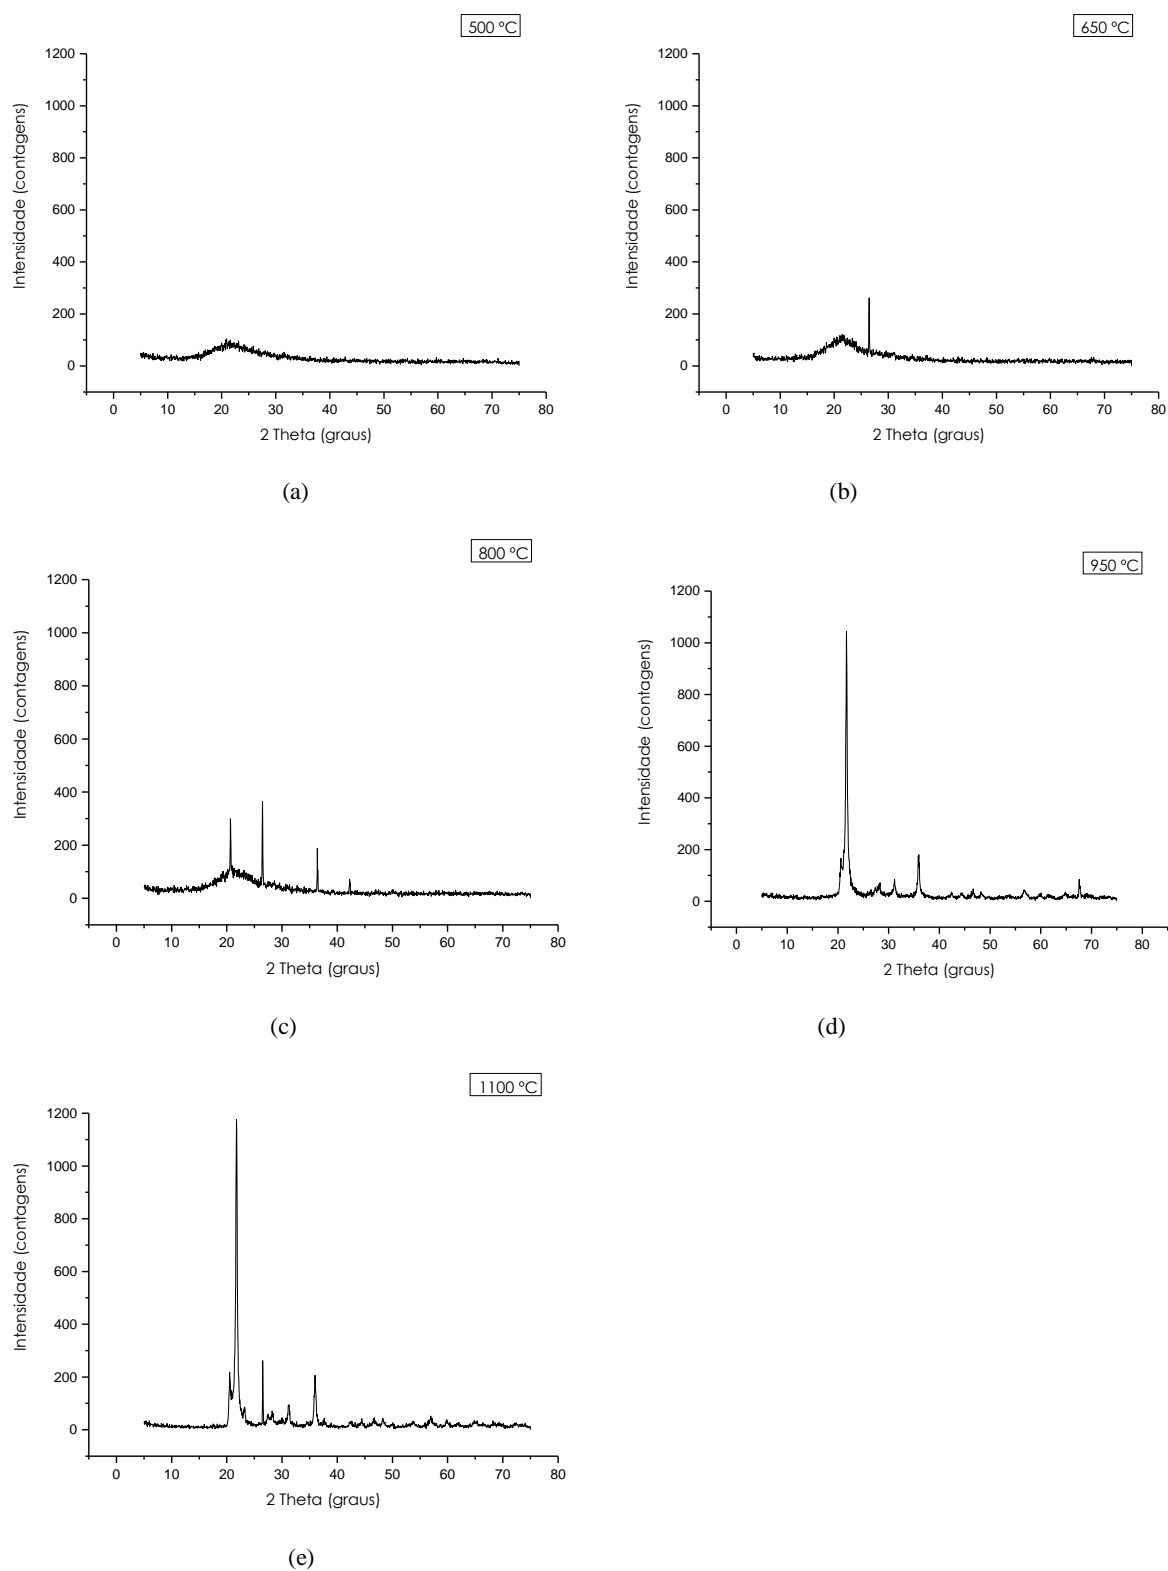 500 ºC
1200
1000
800
600
400
200
0
Intensidade (contagens)
0 10 20 30 40 50 60 70 80
2 Theta (graus)
(a)
650 ºC
1200
1000
800
600
400
200
0
Intensidade (contagens)
0 10 20 30 40 50 60 70 80
2 Theta (graus)
(b)
800 ºC
1200
1000
800
600
400
200
0
Intensidade (contagens)
0 10 20 30 40 50 60 70 80
2 Theta (graus)
(c)
950 ºC
1200
1000
800
600
400
200
0
Intensidade (contagens)
0 10 20 30 40 50 60 70 80
2 Theta (graus)
(d)
1100 ºC
1200
1000
800
600
400
200
0
Intensidade (contagens)
0 10 20 30 40 50 60 70 80
2 Theta (graus)
(e)